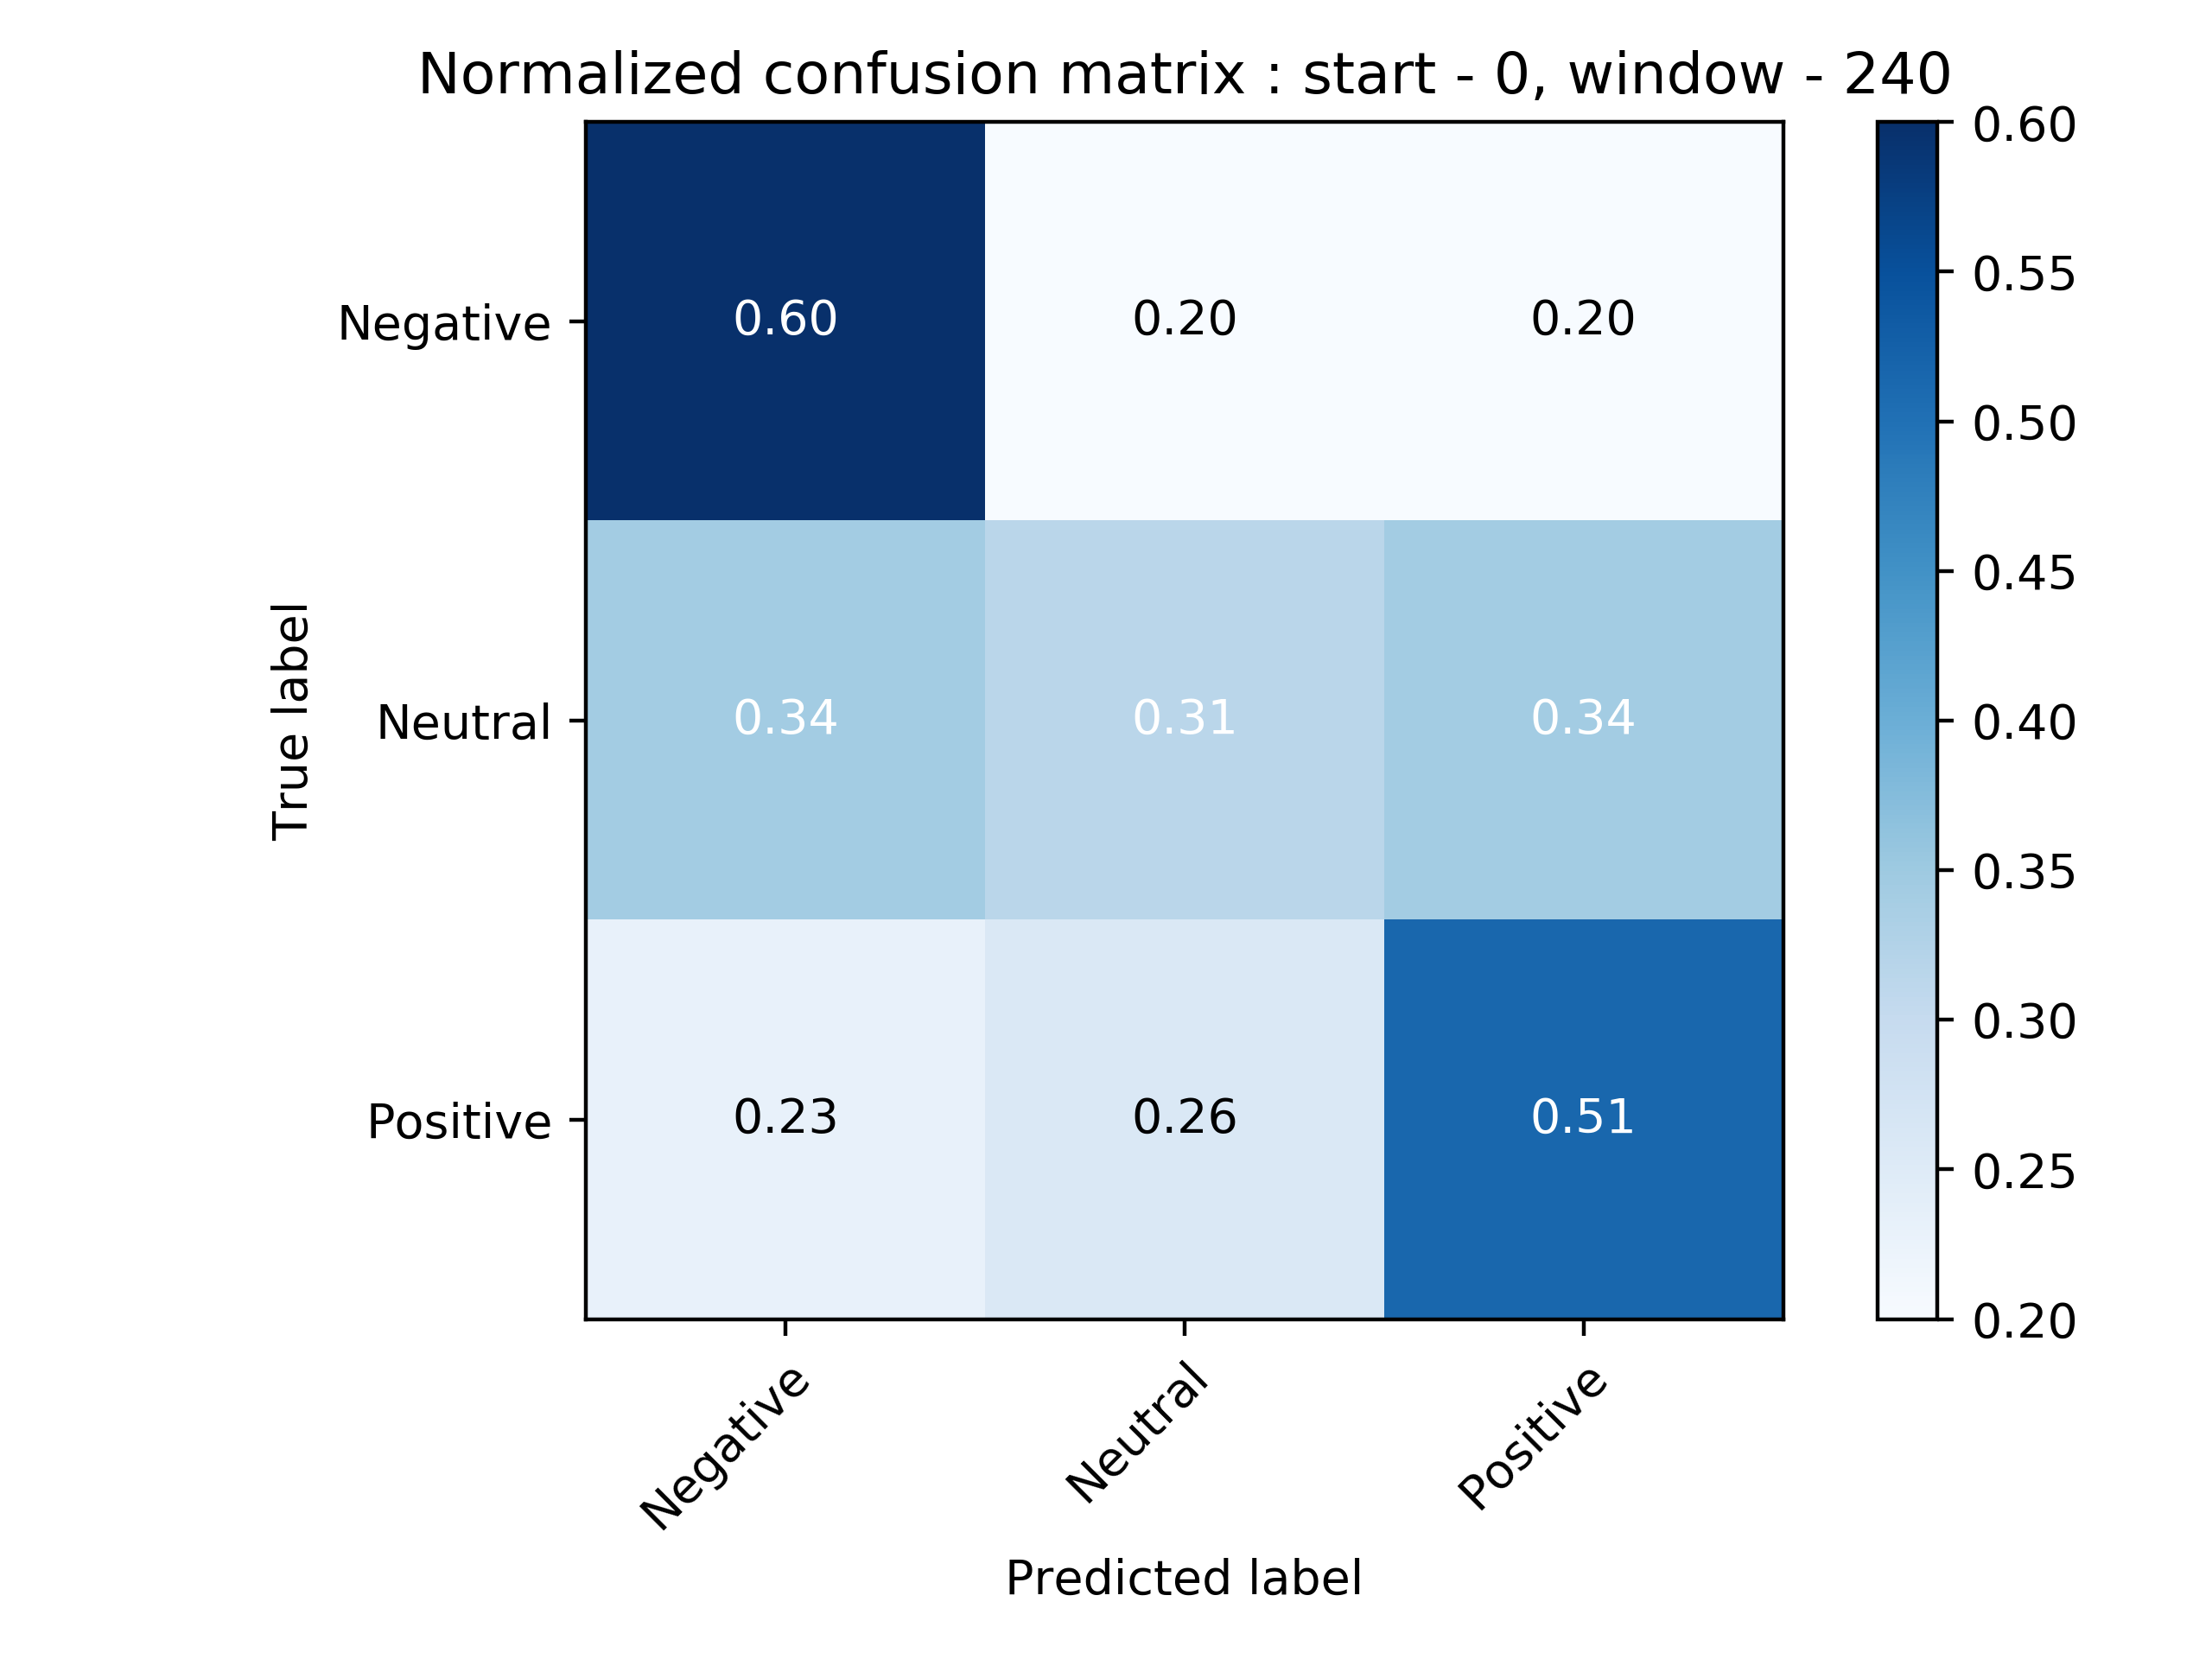 Normalized confusion matrix : start - 0, window - 240
True label
Negative
0.60 0.20 0.20
Neutral
0.34 0.31 0.34
Positive
0.23 0.26 0.51
Negative Neutral Positive
Predicted label
0.60
0.55
0.50
0.45
0.40
0.35
0.30
0.25
0.20